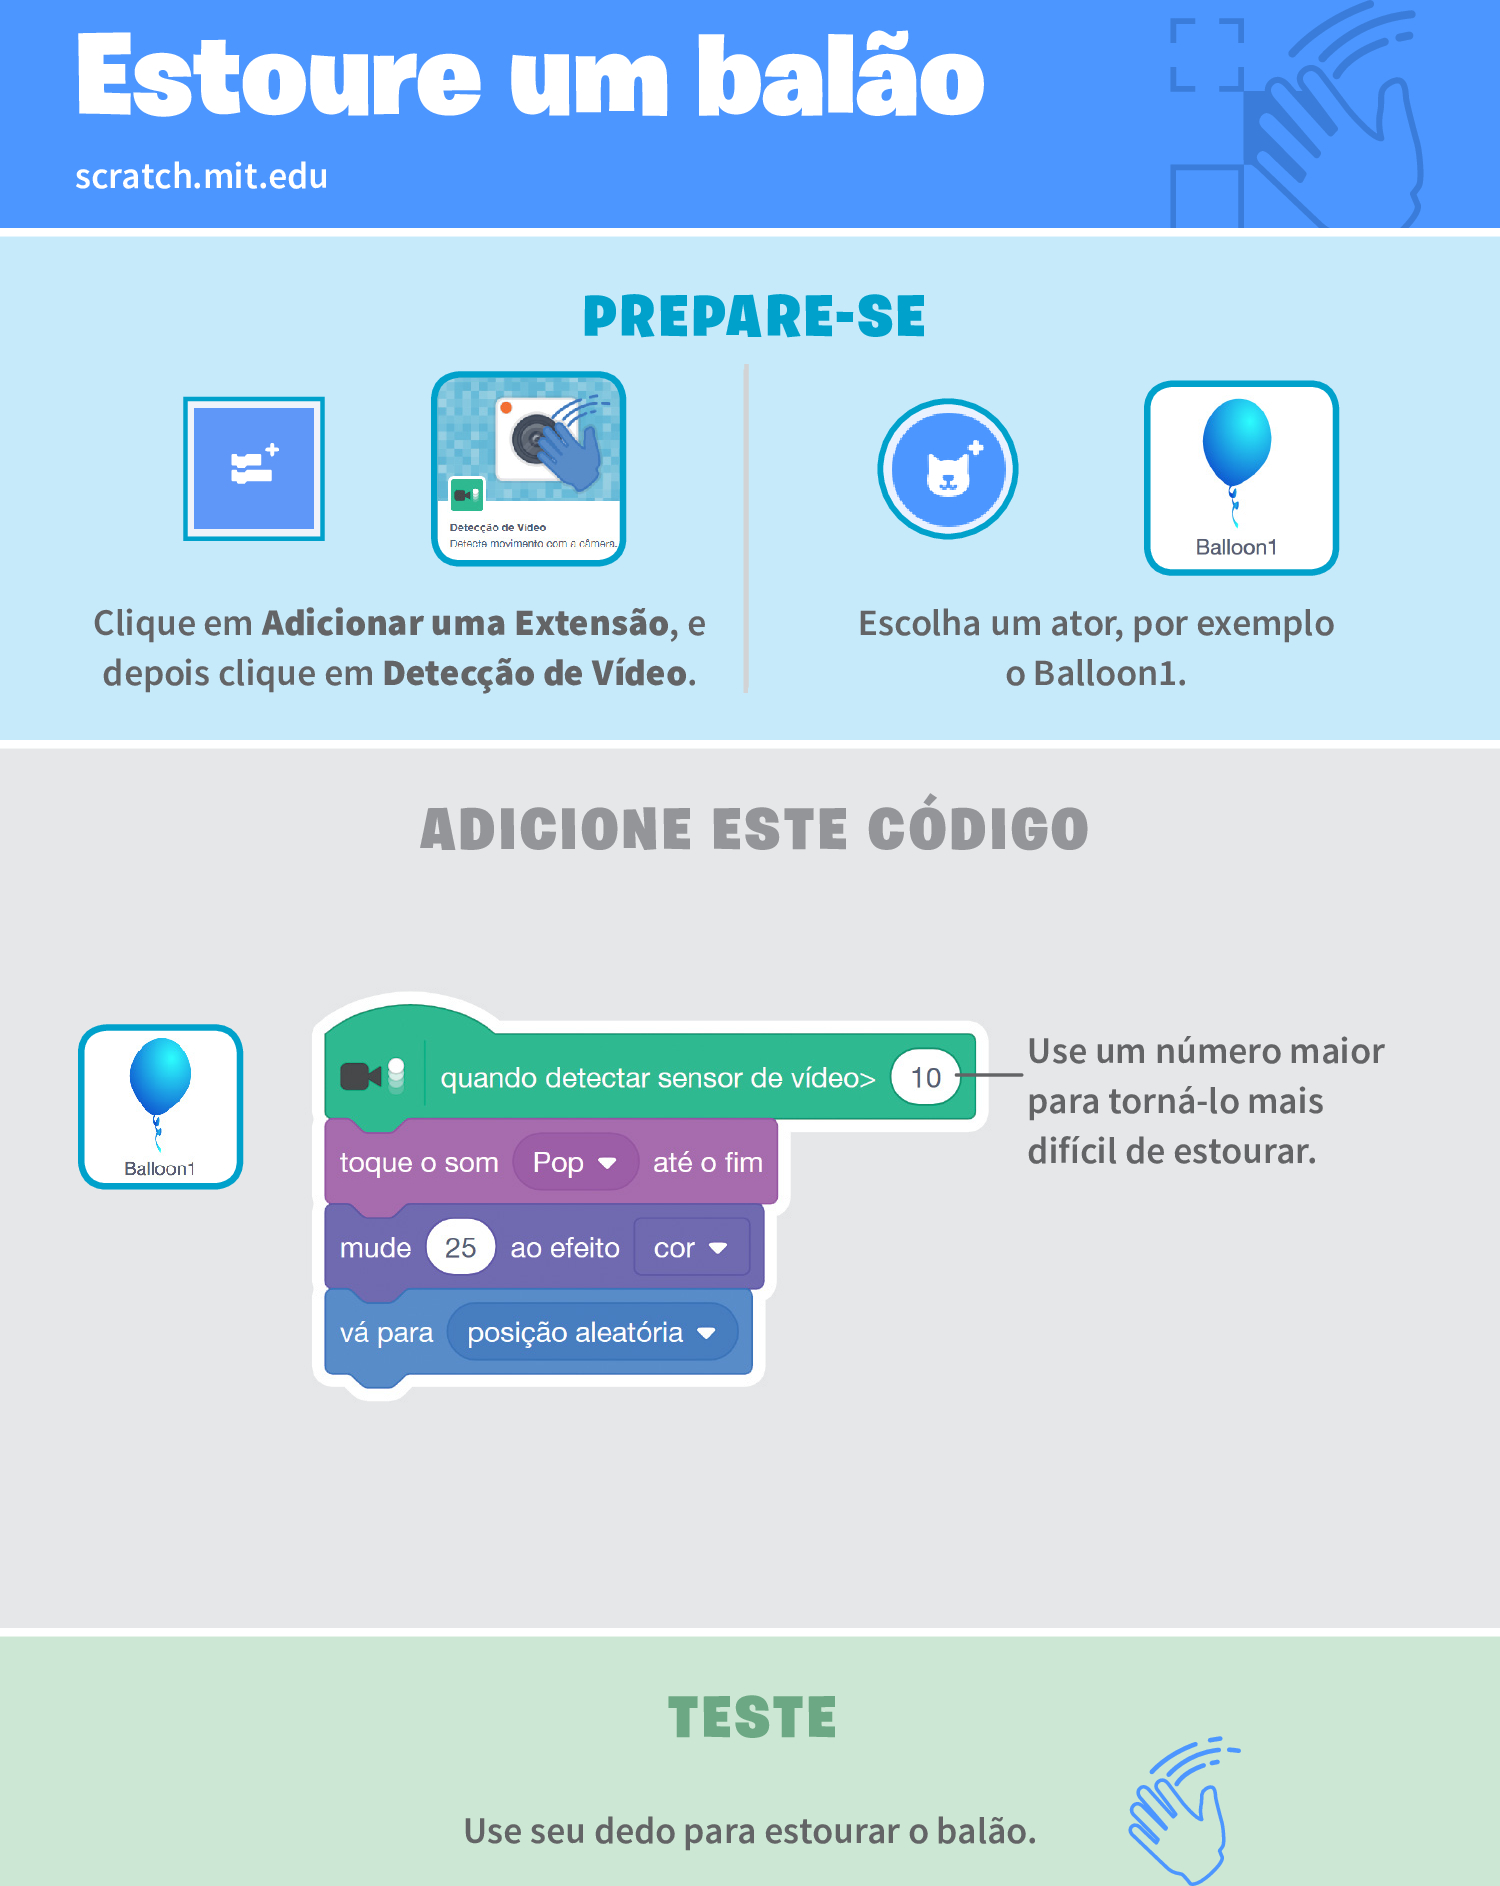 Estoure um balão
scratch.mit.edu
PREPARE-SE
Detecção de Vídeo
Detecte movimento com a câmera.
Clique em Adicionar uma Extensão, e
depois clique em Detecção de Vídeo.
Balloon1
Escolha um ator, por exemplo
o Balloon1.
ADICIONE ESTE CÓDIGO
Balloon1
quando detectar sensor de vídeo> 10
toque o som Pop até o fim
mude 25 ao efeito cor
vá para posição aleatória
Use um número maior
para torná-lo mais
difícil de estourar.
TESTE
Use seu dedo para estourar o balão.